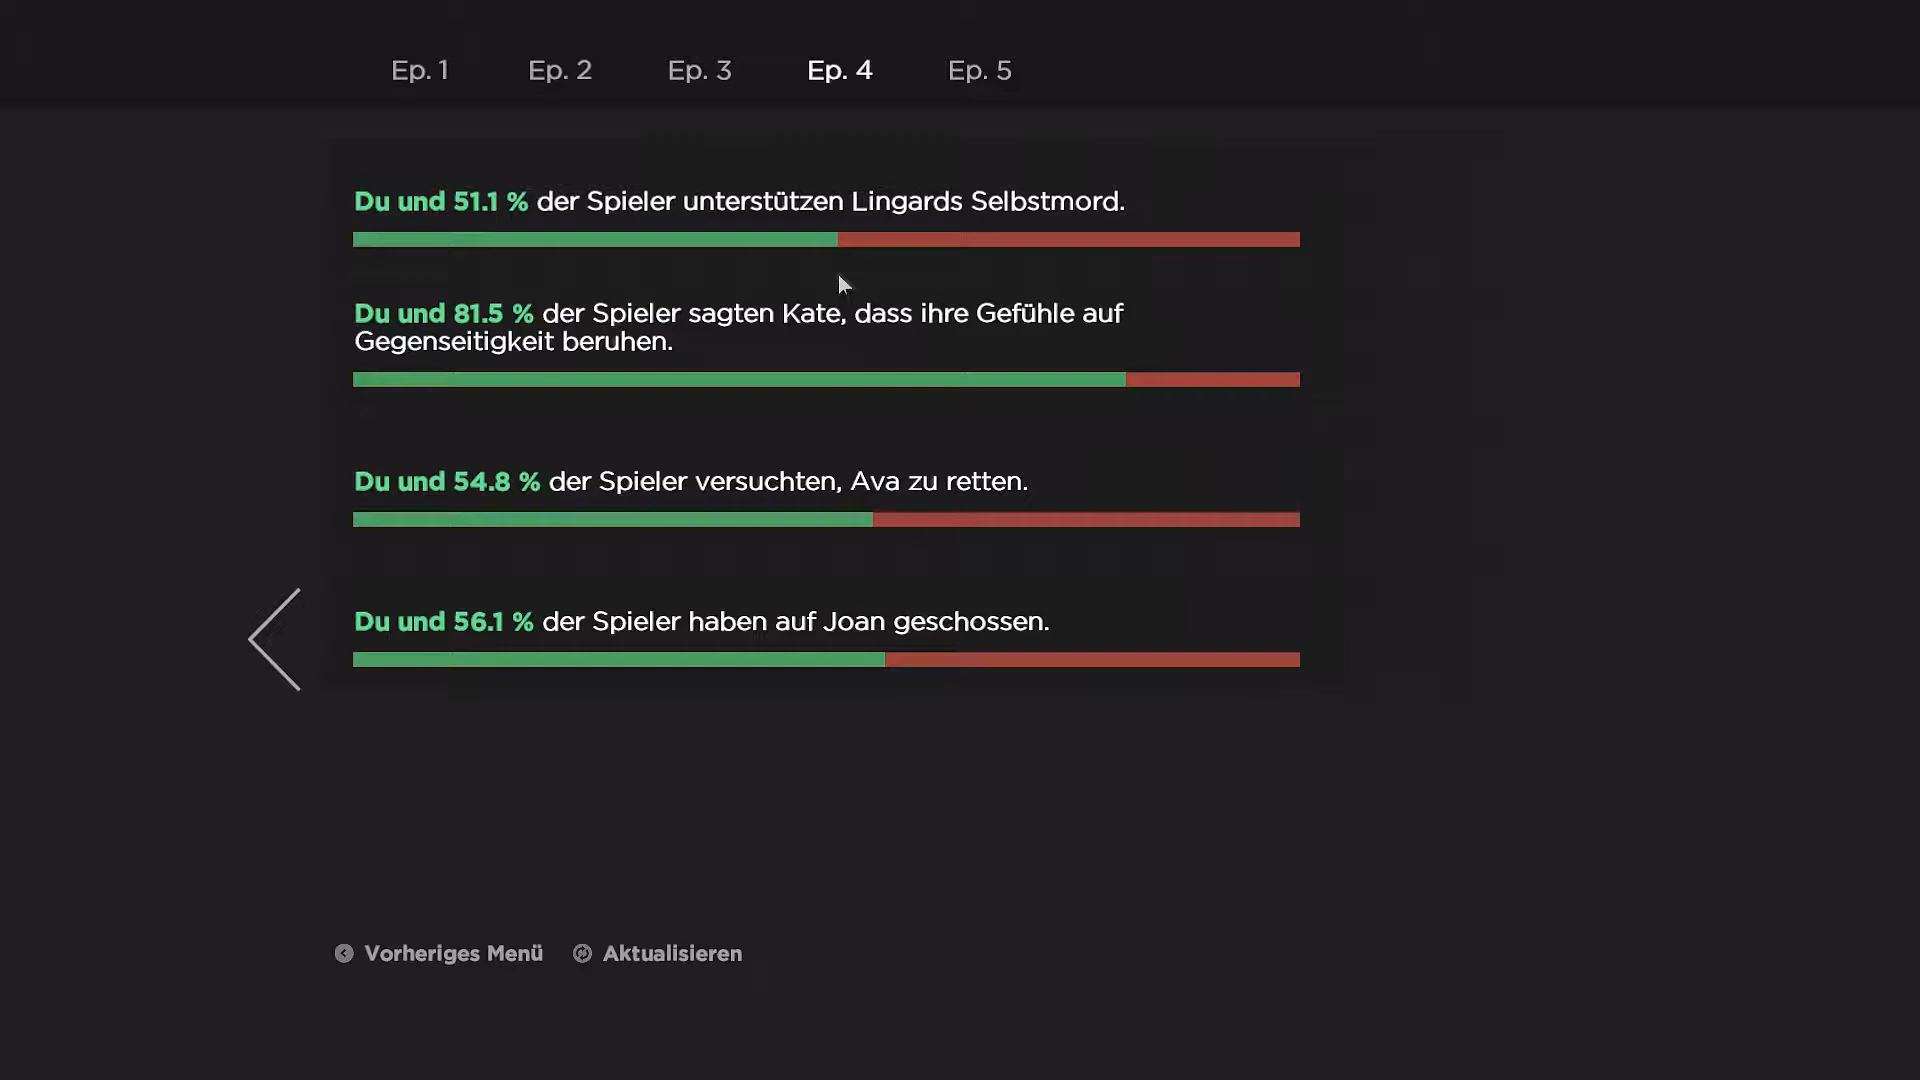 Ep. 1 Ep. 2 Ep. 3 Ep. 4 Ep. 5
Du und 51.1 % der Spieler unterstützen Lingards Selbstmord.
Du und 81.5 % der Spieler sagten Kate, dass ihre Gefühle auf
Gegenseitigkeit beruhen.
Du und 54.8 % der Spieler versuchten, Ava zu retten.
Du und 56.1 % der Spieler haben auf Joan geschossen.
Vorheriges Menü Aktualisieren